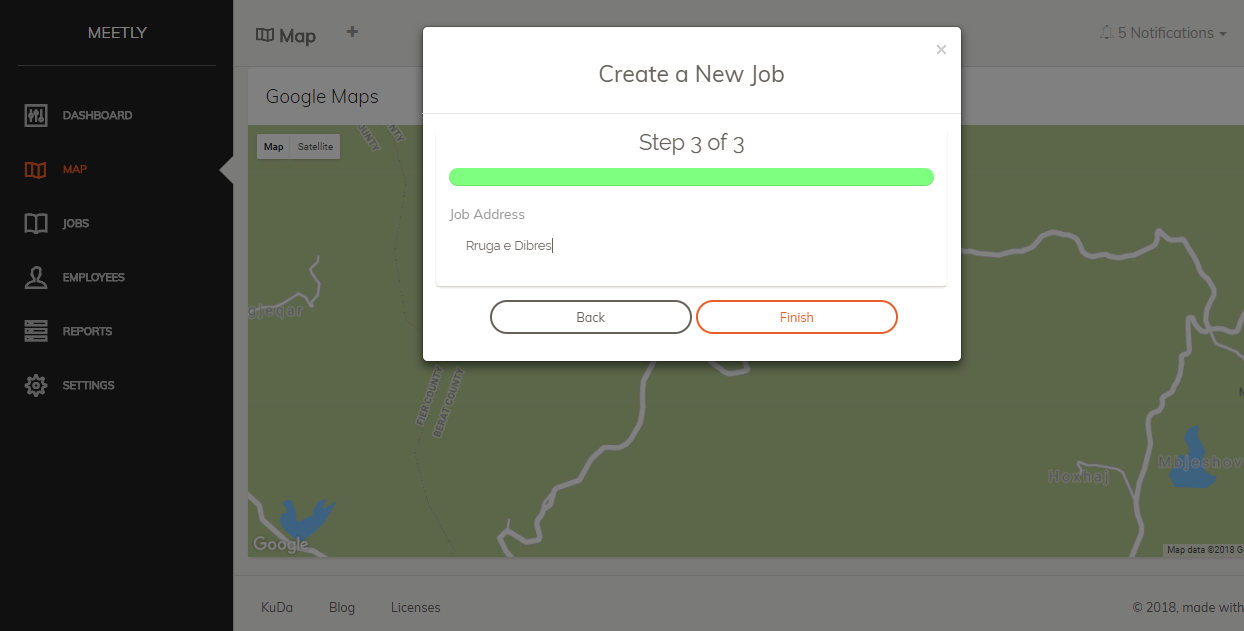 MEETLY
DASHBOARD
MAP
JOBS
EMPLOYEES
REPORTS
SETTINGS
Map +
5 Notifications
Google Maps
Map Satellite
×
Create a New Job
Step 3 of 3
Job Address
Rruga e Dibres
Back Finish
COUNTY
FIER COUNTY
BERAT COUNTY
Hoxhaj
Mbjeshov
Google
Map data ©2018
KuDa Blog Licenses
© 2018, made with